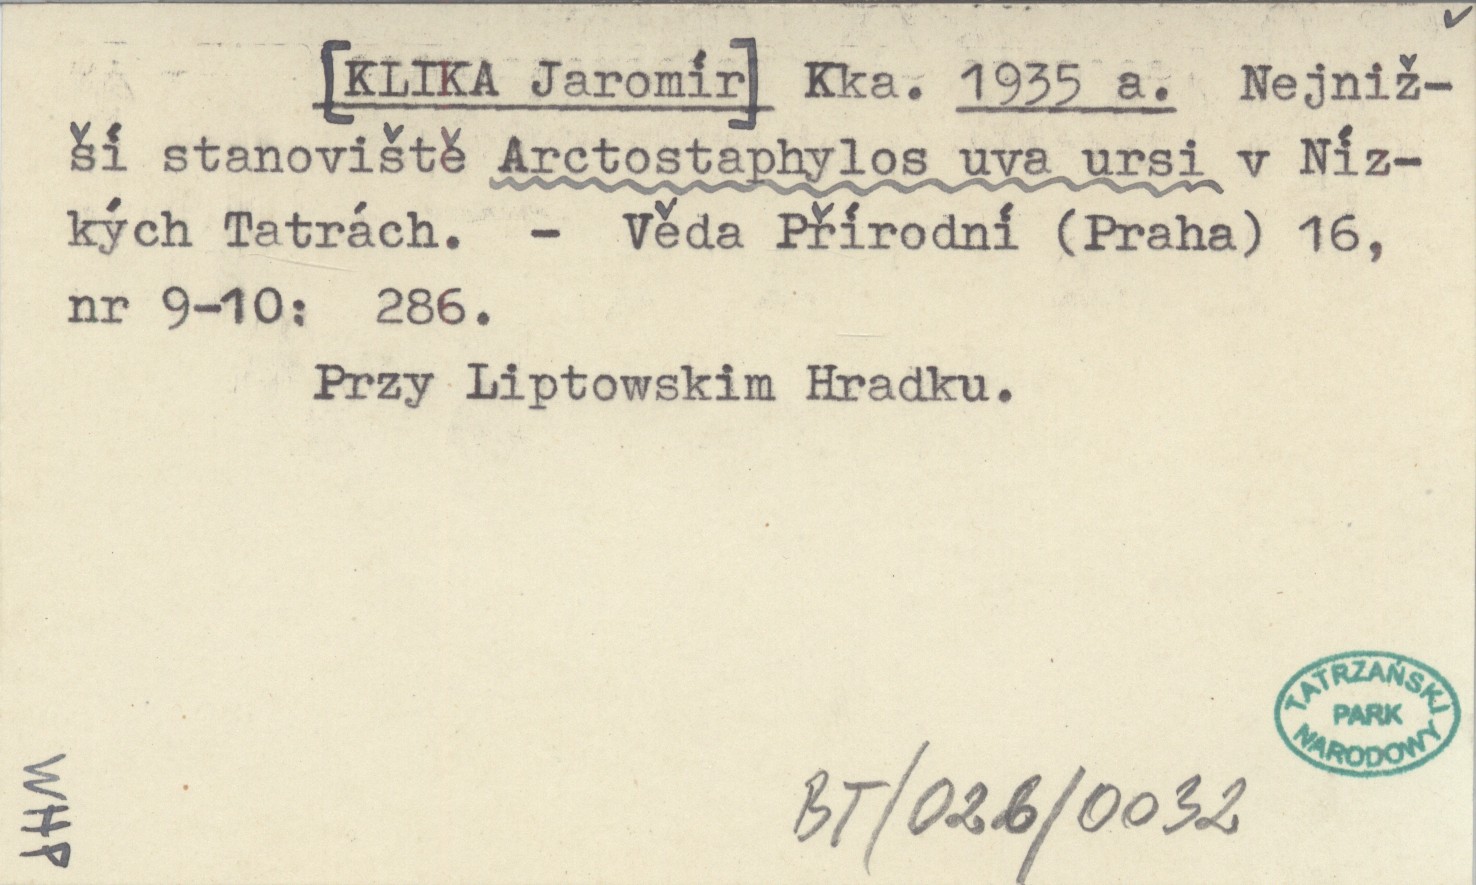 [KLIKA Jaromír] Kka. 1935 a. Nejniž-
ší stanoviště Arctostaphylos uva ursi v Níz-
kých Tatrách. - Věda Přírodní (Praha) 16,
nr 9-10: 286.
Przy Liptowskim Hradku.
TATRZAŃSKI
PARK
NARODOWY
BT/026/0032
WHP